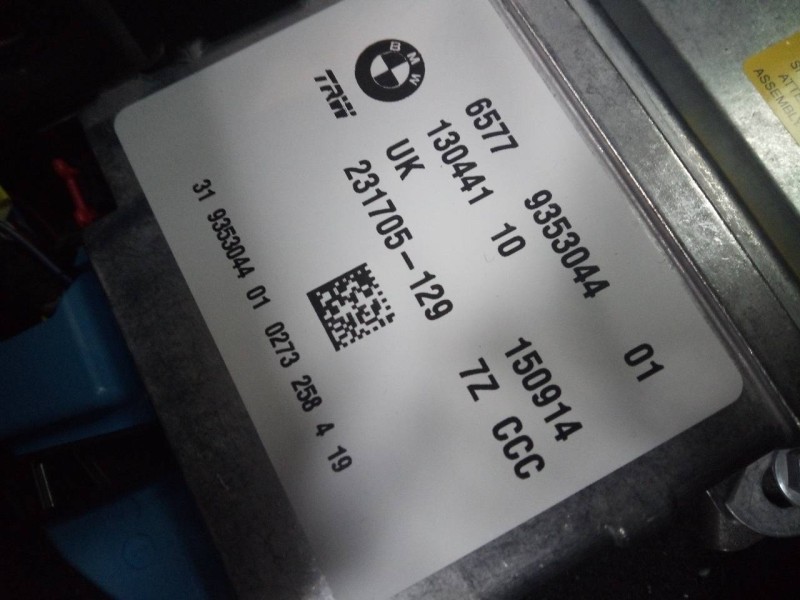 BMW
TRW
6577 9353044 01
130441 10 150914
UK 7Z CCC
231705-129
31 9353044 01 0273 258 4 19
ASSEMBL